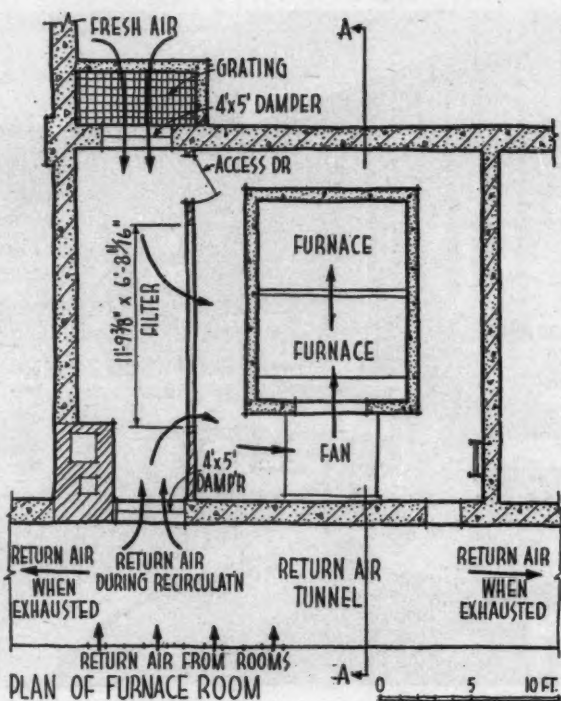 FRESH AIR
A
GRATING
4'x5' DAMPER
ACCESS DR
FURNACE
11'-9⅞" x 6'-8 11/16"
FILTER
FURNACE
FAN
4'x5'
DAMP'R
RETURN AIR
WHEN
EXHAUSTED
RETURN AIR
DURING RECIRCULAT'N
RETURN AIR
TUNNEL
RETURN AIR
WHEN
EXHAUSTED
RETURN AIR FROM ROOMS
PLAN OF FURNACE ROOM
A
0 5 10 FT.